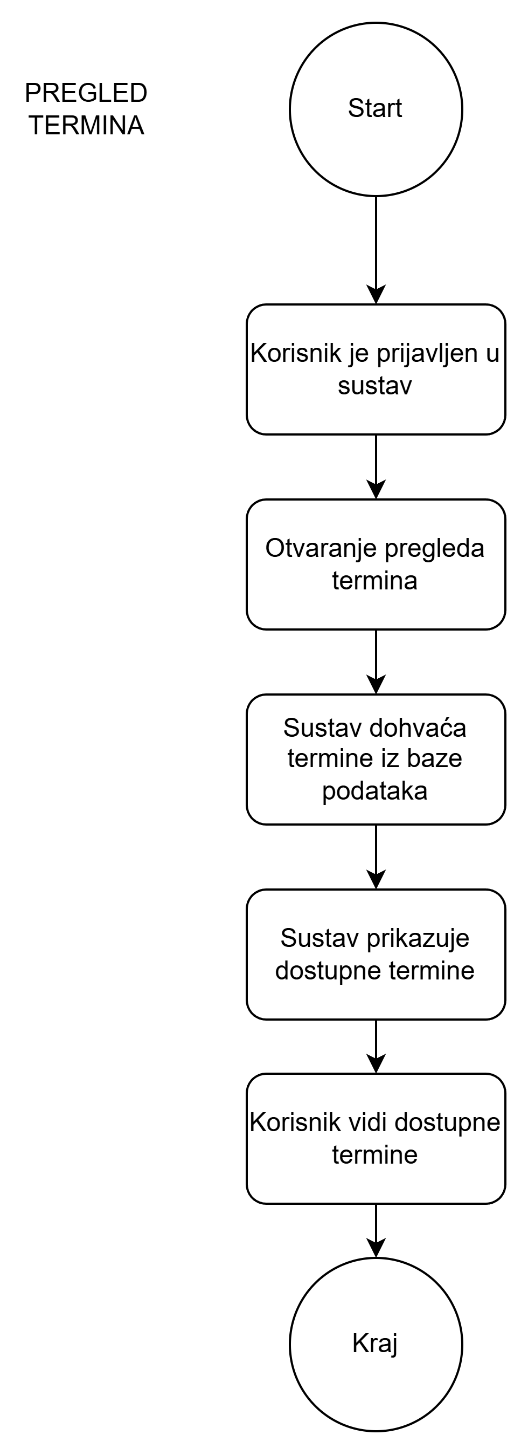 PREGLED
TERMINA
Start
Korisnik je prijavljen u
sustav
Otvaranje pregleda
termina
Sustav dohvaća
termine iz baze
podataka
Sustav prikazuje
dostupne termine
Korisnik vidi dostupne
termine
Kraj